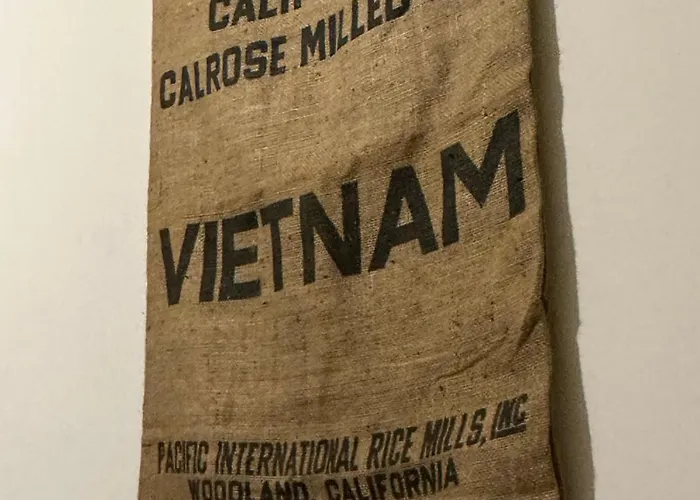 CALROSE MILLED
VIETNAM
PACIFIC INTERNATIONAL RICE MILLS, INC
WOODLAND, CALIFORNIA